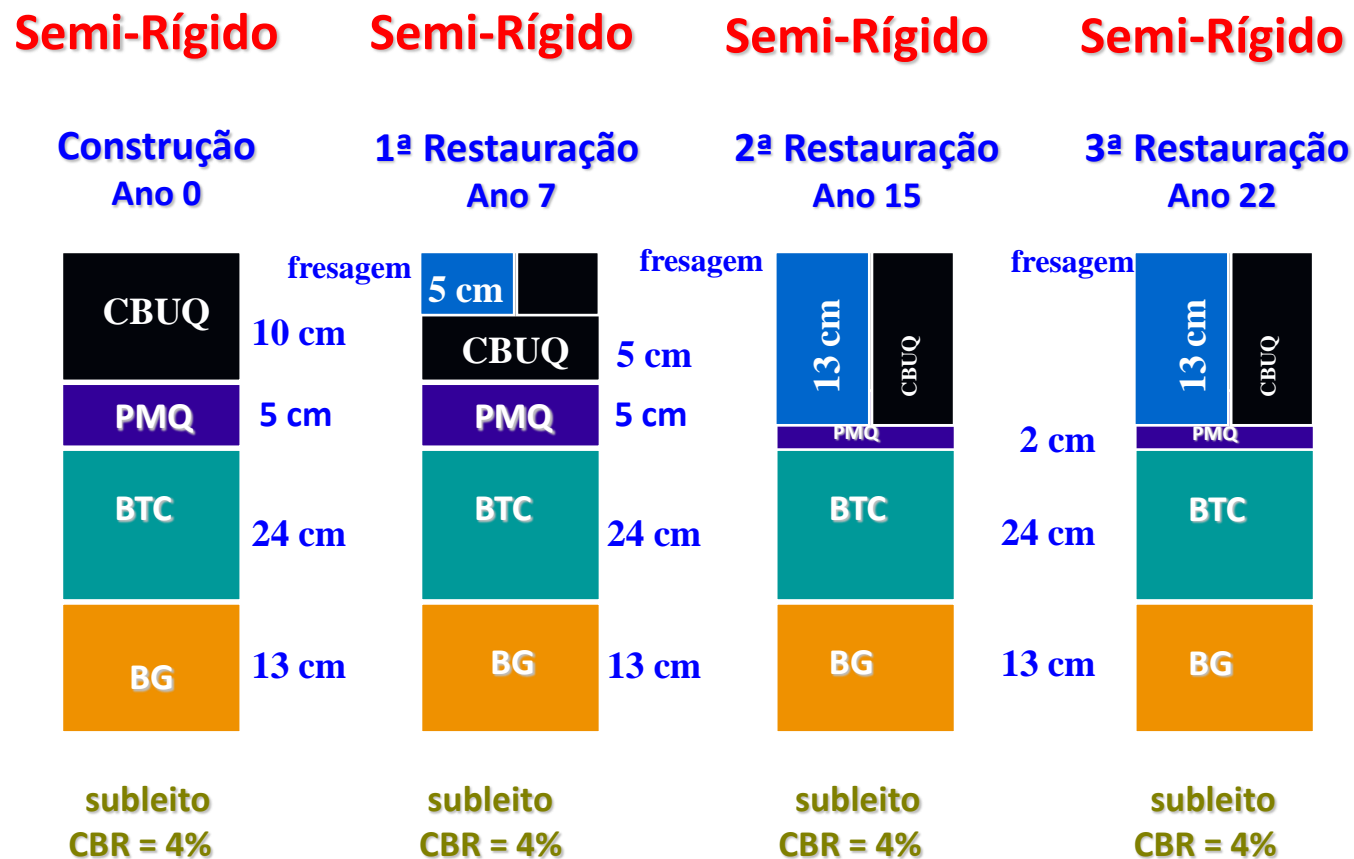 Semi-Rígido
Semi-Rígido
Semi-Rígido
Semi-Rígido
Construção
Ano 0
1ª Restauração
Ano 7
2ª Restauração
Ano 15
3ª Restauração
Ano 22
CBUQ
10 cm
PMQ
5 cm
BTC
24 cm
BG
13 cm
subleito
CBR = 4%
fresagem
5 cm
CBUQ
5 cm
PMQ
5 cm
BTC
24 cm
BG
13 cm
subleito
CBR = 4%
fresagem
13 cm
CBUQ
PMQ
2 cm
BTC
24 cm
BG
13 cm
subleito
CBR = 4%
fresagem
13 cm
CBUQ
PMQ
BTC
BG
subleito
CBR = 4%